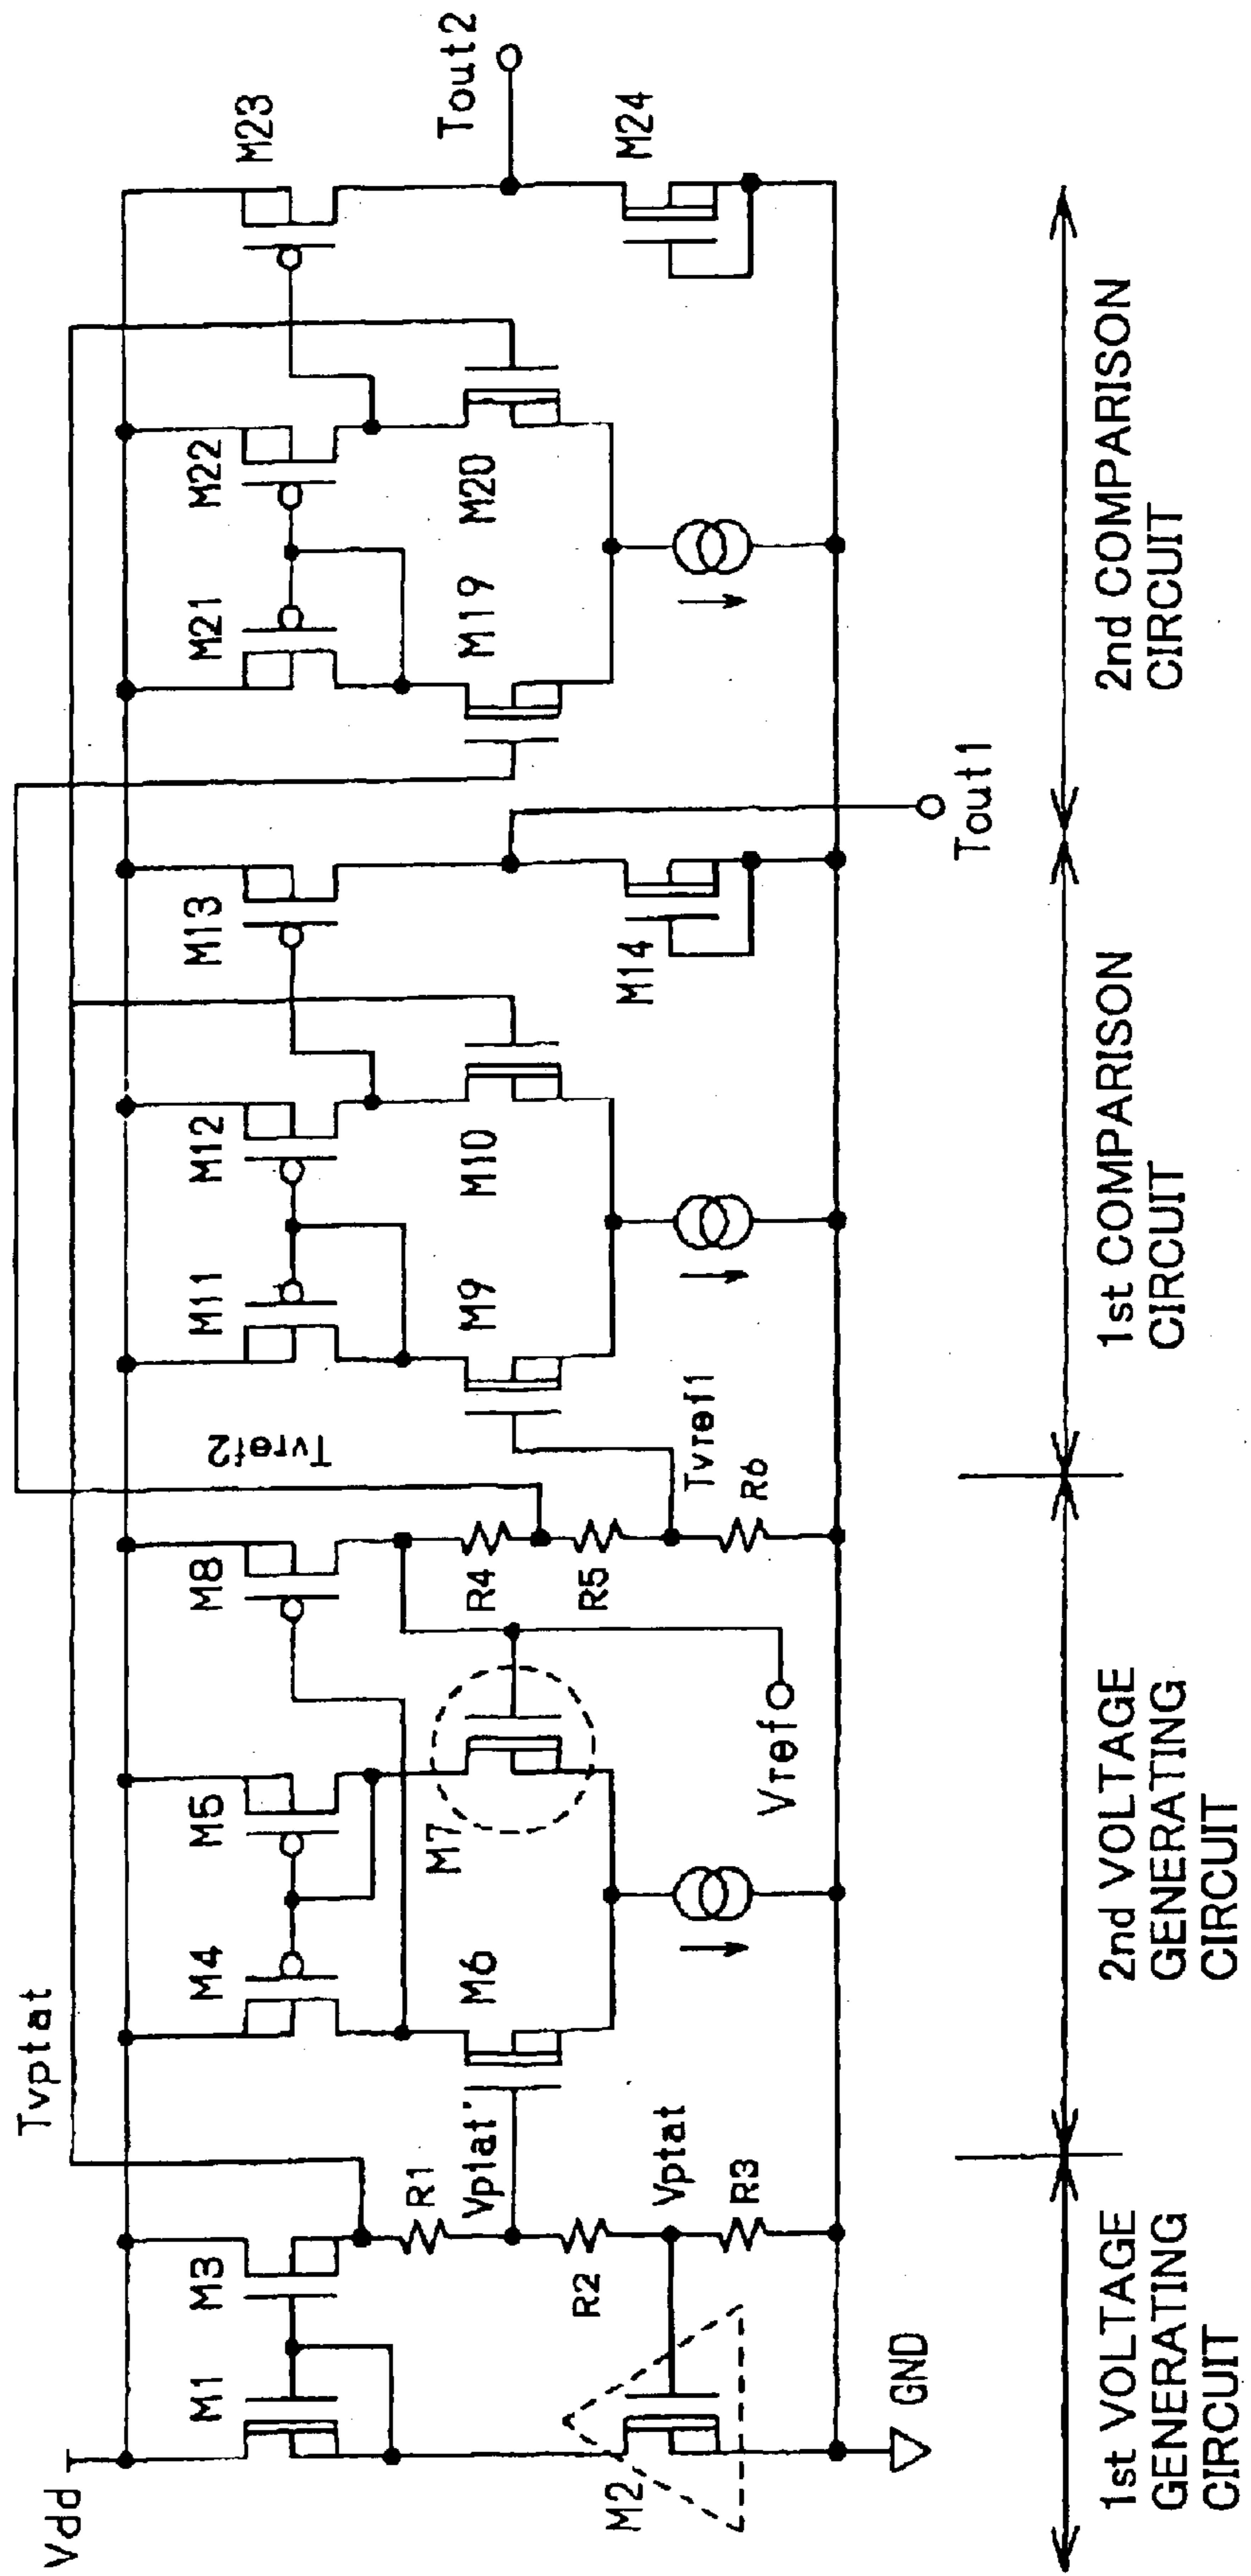 Vdd
Tvptat
M1
M3
R1
Vptat'
R2
Vptat
R3
M2
GND
M4
M5
M8
M6
M7
Vref
R4
R5
R6
Tvref2
Tvref1
M11
M12
M13
M9
M10
M14
Tout1
M21
M22
M23
M19
M20
M24
Tout2
1st VOLTAGE
GENERATING
CIRCUIT
2nd VOLTAGE
GENERATING
CIRCUIT
1st COMPARISON
CIRCUIT
2nd COMPARISON
CIRCUIT